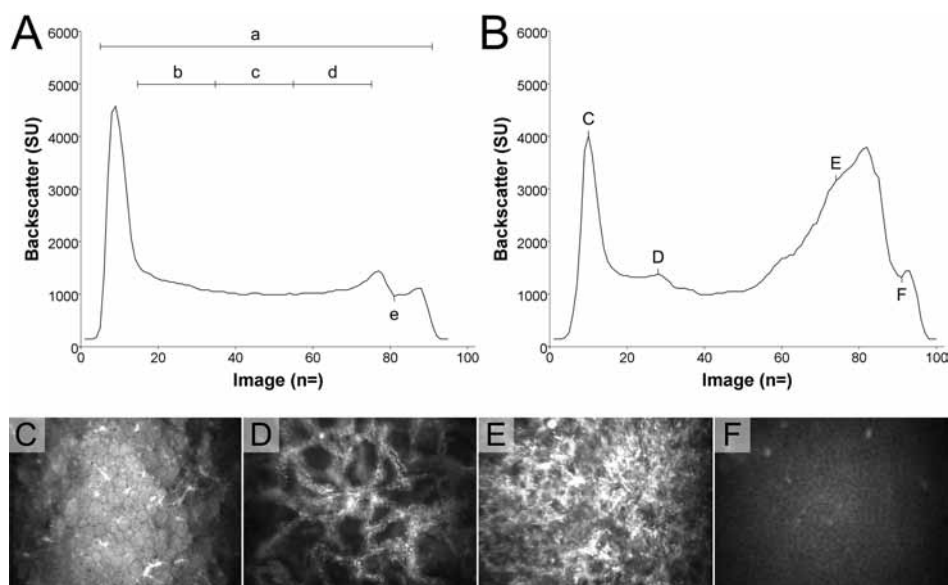 A
6000
5000
4000
3000
2000
1000
0
Backscatter (SU)
a
b c d
e
0 20 40 60 80 100
Image (n=)
B
6000
5000
4000
3000
2000
1000
0
Backscatter (SU)
C
D
E
F
0 20 40 60 80 100
Image (n=)
C D E F